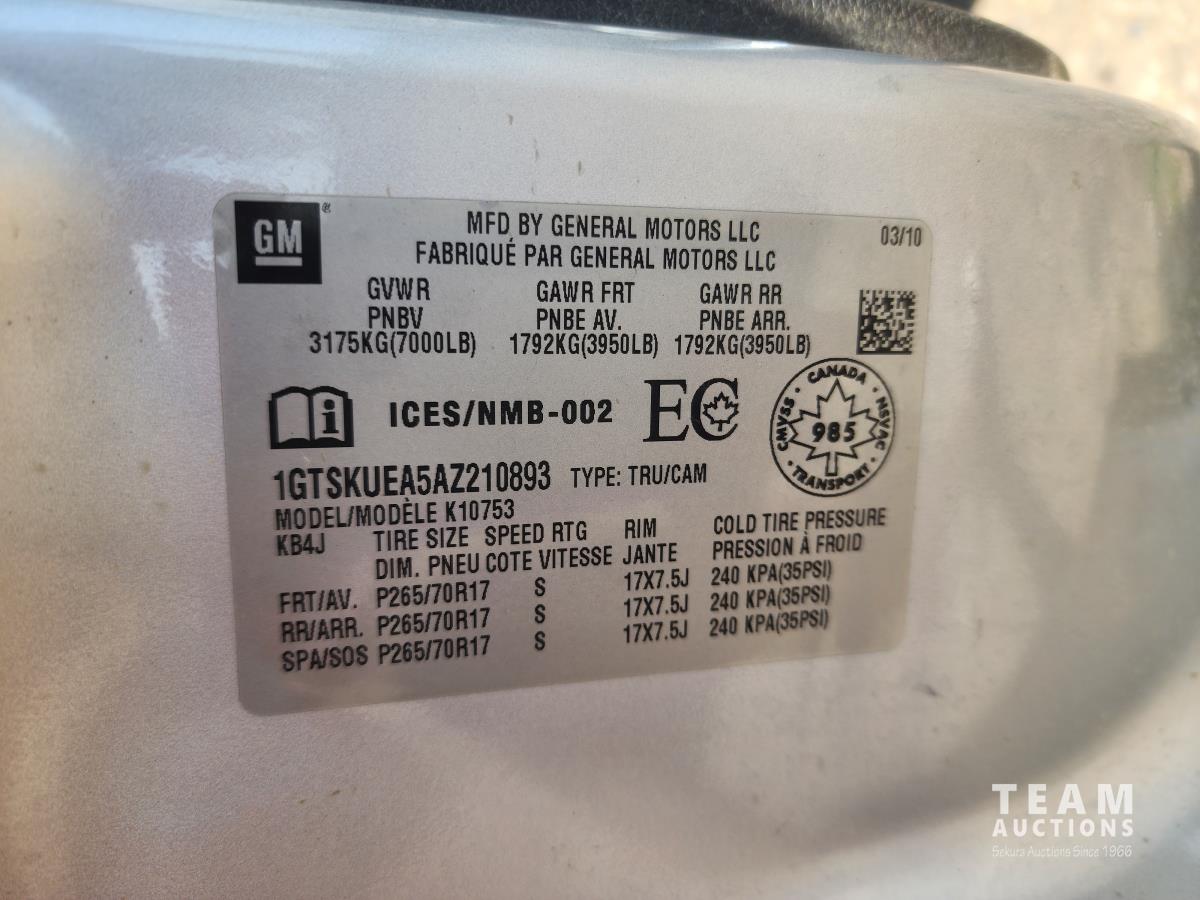 GM
MFD BY GENERAL MOTORS LLC 03/10
FABRIQUÉ PAR GENERAL MOTORS LLC
GVWR GAWR FRT GAWR RR
PNBV PNBE AV. PNBE ARR.
3175KG(7000LB) 1792KG(3950LB) 1792KG(3950LB)
ICES/NMB-002 EC
CANADA
CMVSS 985 NSVAC
TRANSPORT
1GTSKUEA5AZ210893 TYPE: TRU/CAM
MODEL/MODÈLE K10753
KB4J TIRE SIZE SPEED RTG RIM COLD TIRE PRESSURE
DIM. PNEU COTE VITESSE JANTE PRESSION À FROID
FRT/AV. P265/70R17 S 17X7.5J 240 KPA(35PSI)
RR/ARR. P265/70R17 S 17X7.5J 240 KPA(35PSI)
SPA/SOS P265/70R17 S 17X7.5J 240 KPA(35PSI)
TEAM
AUCTIONS
Sekura Auctions Since 1966